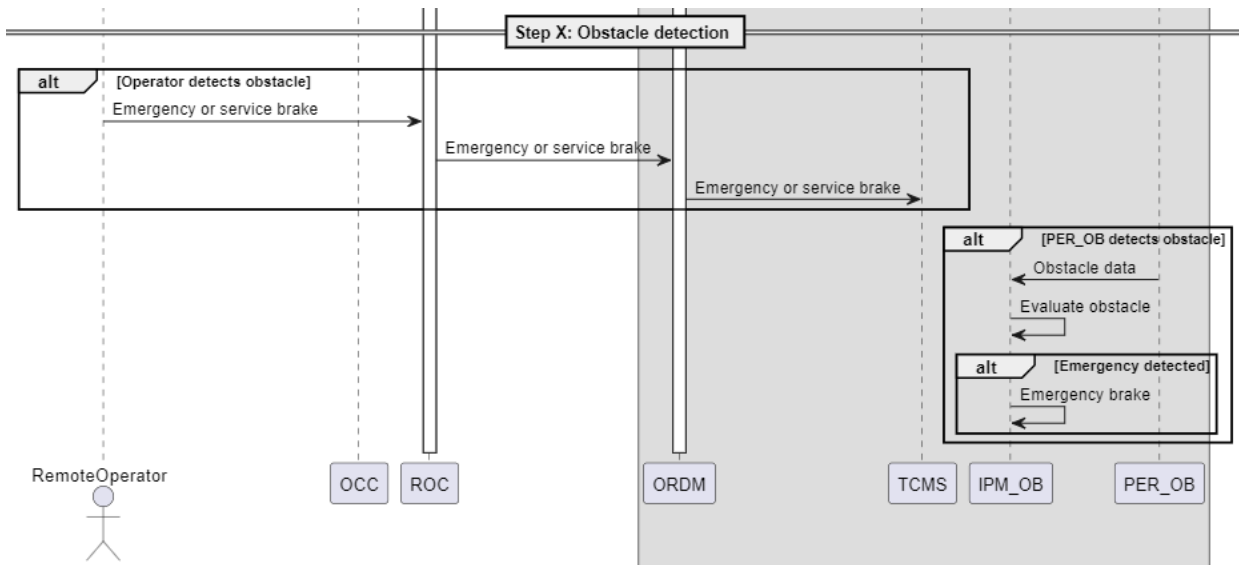 Step X: Obstacle detection
alt [Operator detects obstacle]
Emergency or service brake
Emergency or service brake
Emergency or service brake
alt [PER_OB detects obstacle]
Obstacle data
Evaluate obstacle
alt [Emergency detected]
Emergency brake
RemoteOperator OCC ROC ORDM TCMS IPM_OB PER_OB